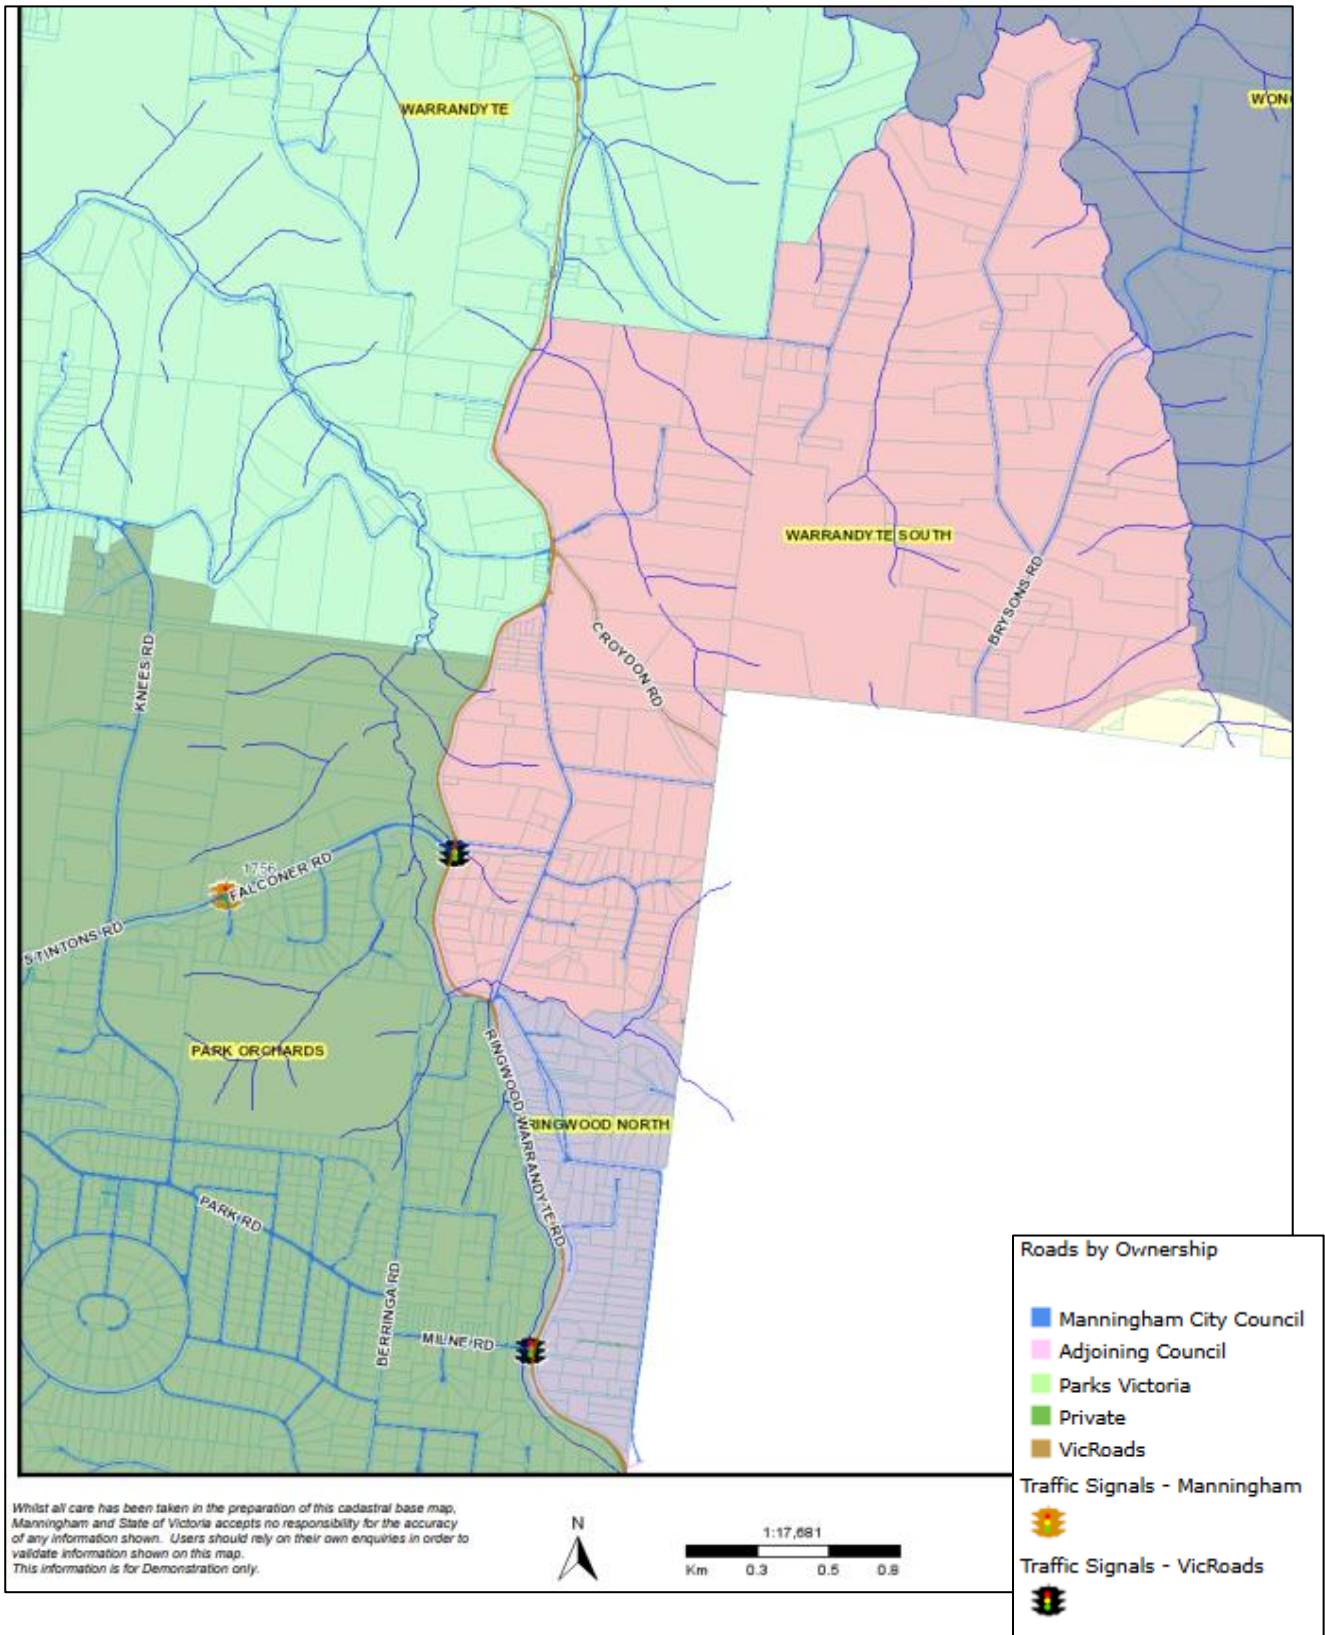 WARRANDYTE
WON
WARRANDYTE SOUTH
BRYSONS RD
CROYDON RD
KNEES RD
1756
FALCONER RD
STINTONS RD
PARK ORCHARDS
RINGWOOD-WARRANDYTE RD
RINGWOOD NORTH
PARK RD
BERRINGA RD
MILNE RD
Roads by Ownership
Manningham City Council
Adjoining Council
Parks Victoria
Private
VicRoads
Traffic Signals - Manningham
Traffic Signals - VicRoads
Whilst all care has been taken in the preparation of this cadastral base map,
Manningham and State of Victoria accepts no responsibility for the accuracy
of any information shown. Users should rely on their own enquiries in order to
validate information shown on this map.
This information is for Demonstration only.
N
1:17,681
Km 0.3 0.5 0.8